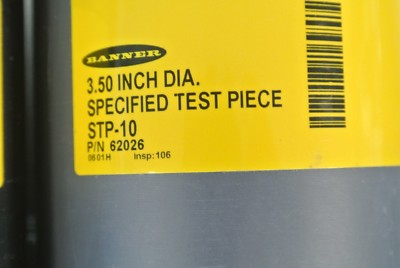 BANNER
3.50 INCH DIA.
SPECIFIED TEST PIECE
STP-10
P/N 62026
0601H Insp: 106